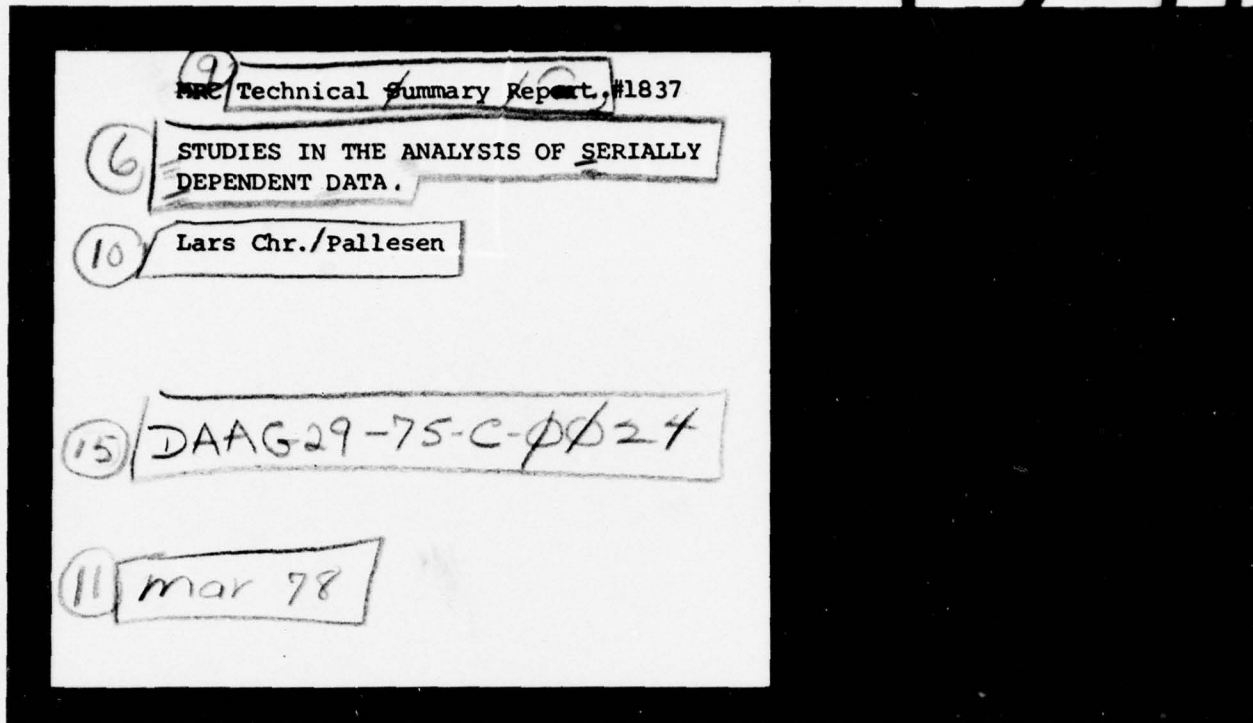 9
MRC Technical Summary Report, #1837
6
STUDIES IN THE ANALYSIS OF SERIALLY
DEPENDENT DATA.
10
Lars Chr./Pallesen
15
DAAG29-75-C-0024
11
mar 78